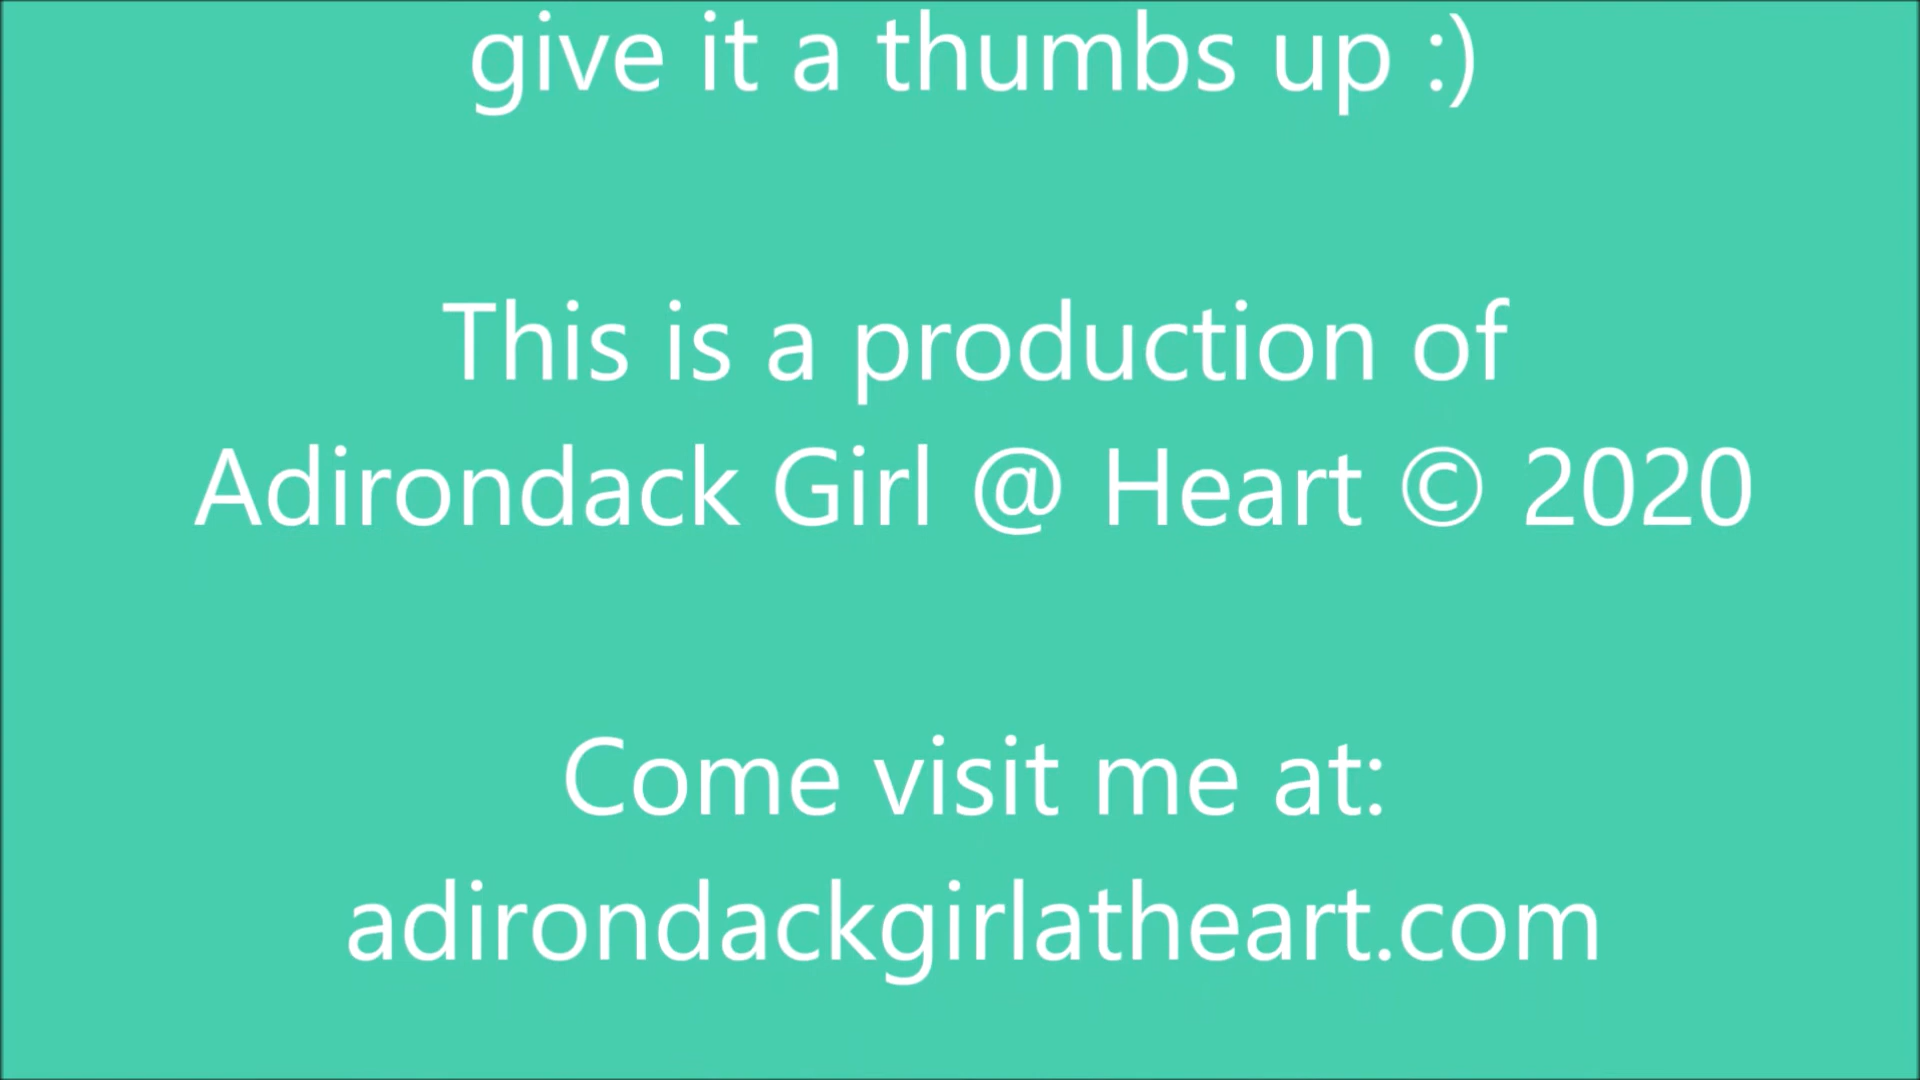 give it a thumbs up :)
This is a production of
Adirondack Girl @ Heart © 2020
Come visit me at:
adirondackgirlatheart.com